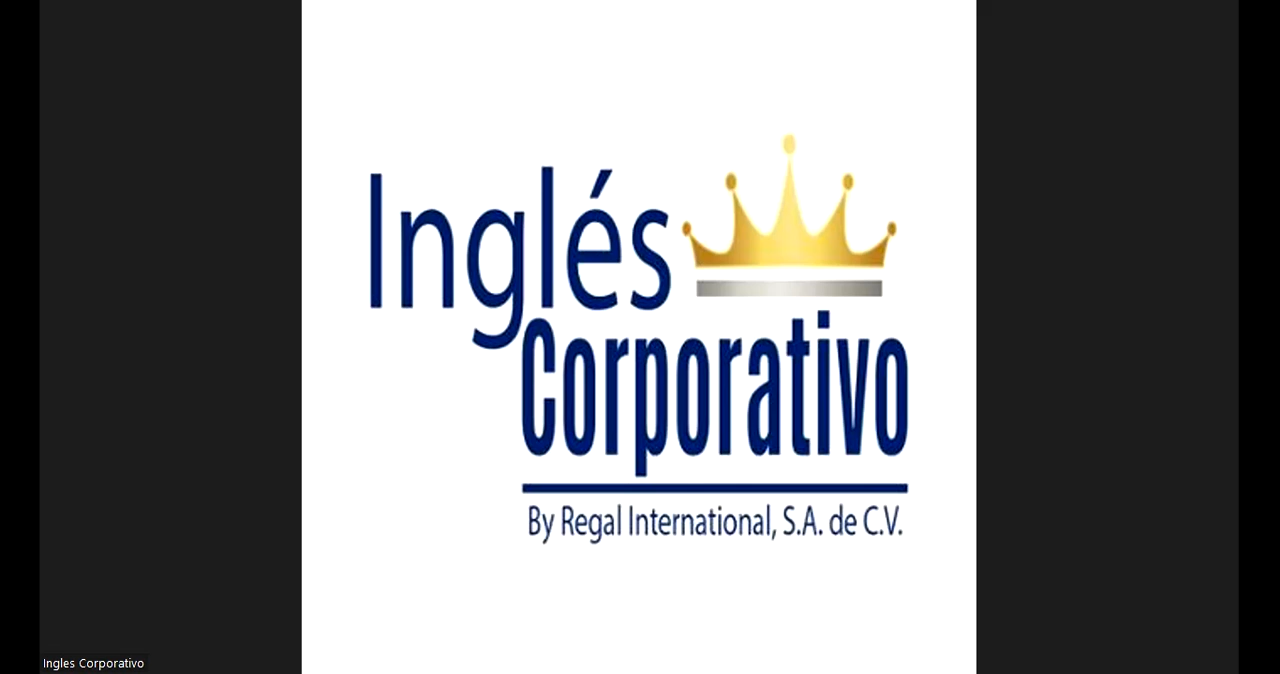 Inglés
Corporativo
By Regal International, S.A. de C.V.
Ingles Corporativo